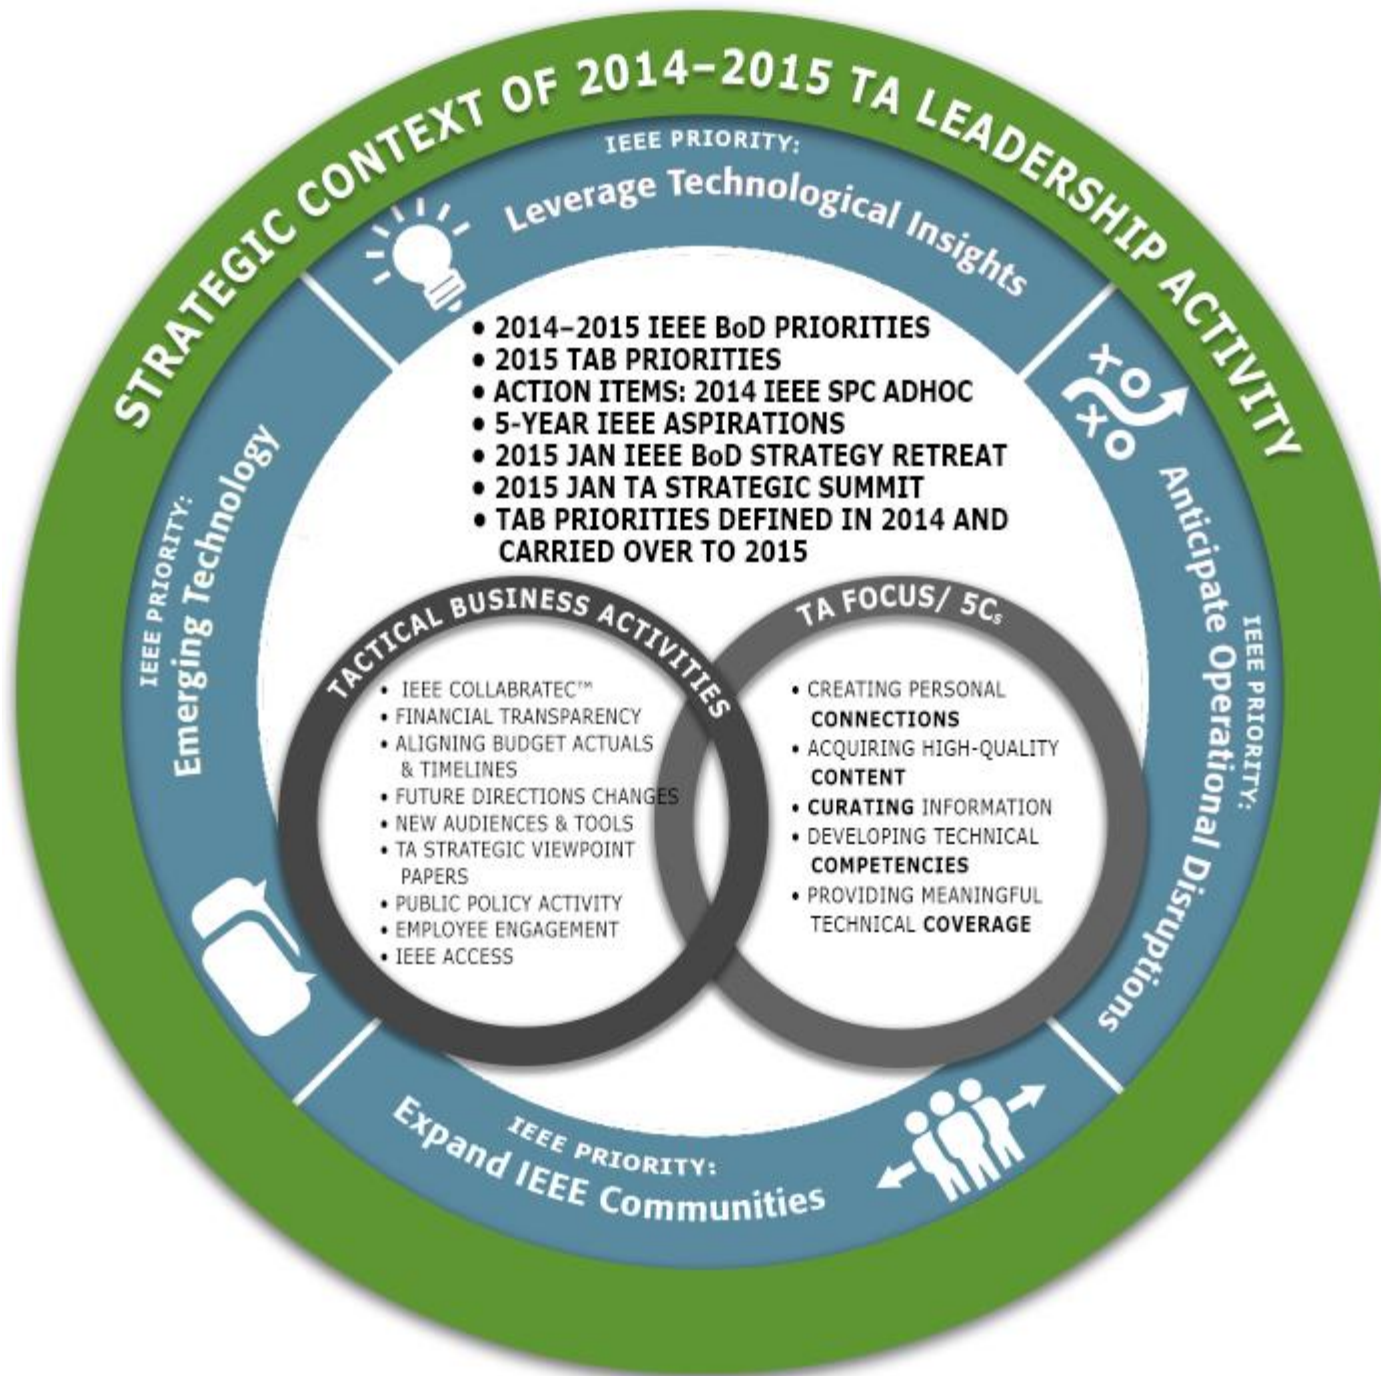 STRATEGIC CONTEXT OF 2014–2015 TA LEADERSHIP ACTIVITY
IEEE PRIORITY:
Leverage Technological Insights
IEEE PRIORITY:
Anticipate Operational Disruptions
IEEE PRIORITY:
Expand IEEE Communities
IEEE PRIORITY:
Emerging Technology
• 2014–2015 IEEE BoD PRIORITIES
• 2015 TAB PRIORITIES
• ACTION ITEMS: 2014 IEEE SPC ADHOC
• 5-YEAR IEEE ASPIRATIONS
• 2015 JAN IEEE BoD STRATEGY RETREAT
• 2015 JAN TA STRATEGIC SUMMIT
• TAB PRIORITIES DEFINED IN 2014 AND
CARRIED OVER TO 2015
TACTICAL BUSINESS ACTIVITIES
• IEEE COLLABRATEC™
• FINANCIAL TRANSPARENCY
• ALIGNING BUDGET ACTUALS
& TIMELINES
• FUTURE DIRECTIONS CHANGES
• NEW AUDIENCES & TOOLS
• TA STRATEGIC VIEWPOINT
PAPERS
• PUBLIC POLICY ACTIVITY
• EMPLOYEE ENGAGEMENT
• IEEE ACCESS
TA FOCUS/ 5Cs
• CREATING PERSONAL
CONNECTIONS
• ACQUIRING HIGH-QUALITY
CONTENT
• CURATING INFORMATION
• DEVELOPING TECHNICAL
COMPETENCIES
• PROVIDING MEANINGFUL
TECHNICAL COVERAGE